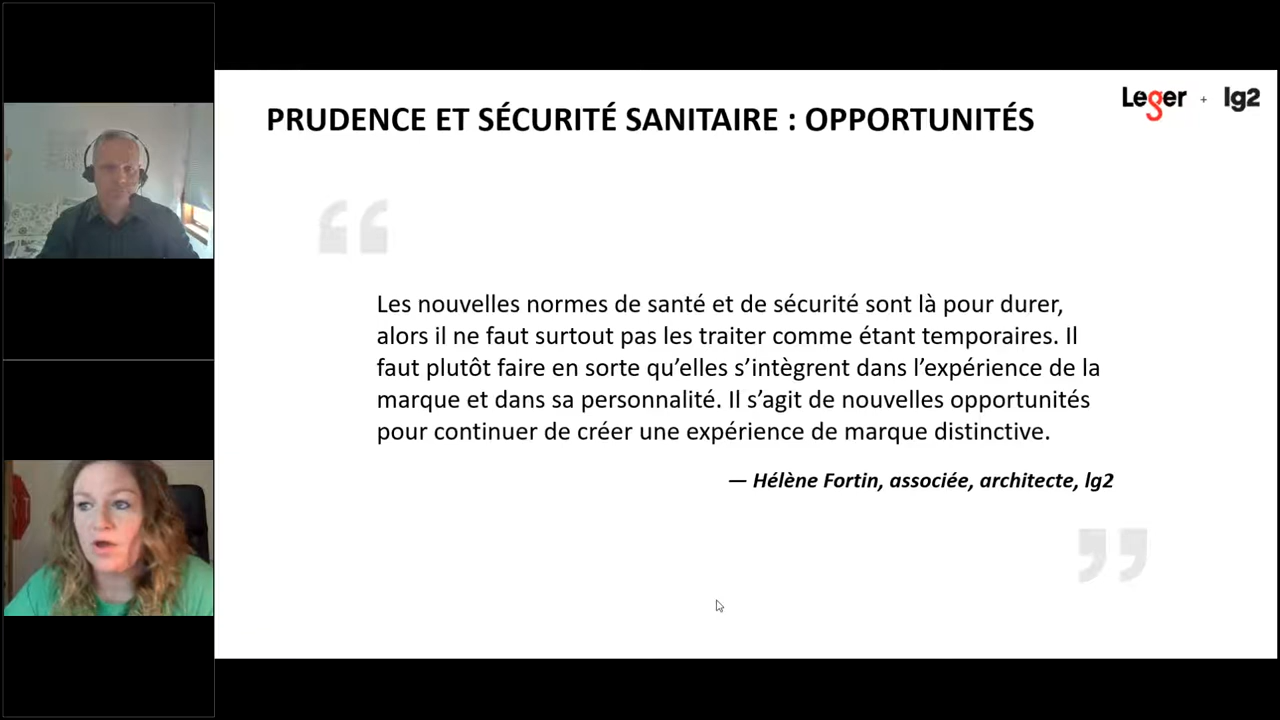 PRUDENCE ET SÉCURITÉ SANITAIRE : OPPORTUNITÉS
Leger + lg2
“
Les nouvelles normes de santé et de sécurité sont là pour durer,
alors il ne faut surtout pas les traiter comme étant temporaires. Il
faut plutôt faire en sorte qu’elles s’intègrent dans l’expérience de la
marque et dans sa personnalité. Il s’agit de nouvelles opportunités
pour continuer de créer une expérience de marque distinctive.
— Hélène Fortin, associée, architecte, lg2
”